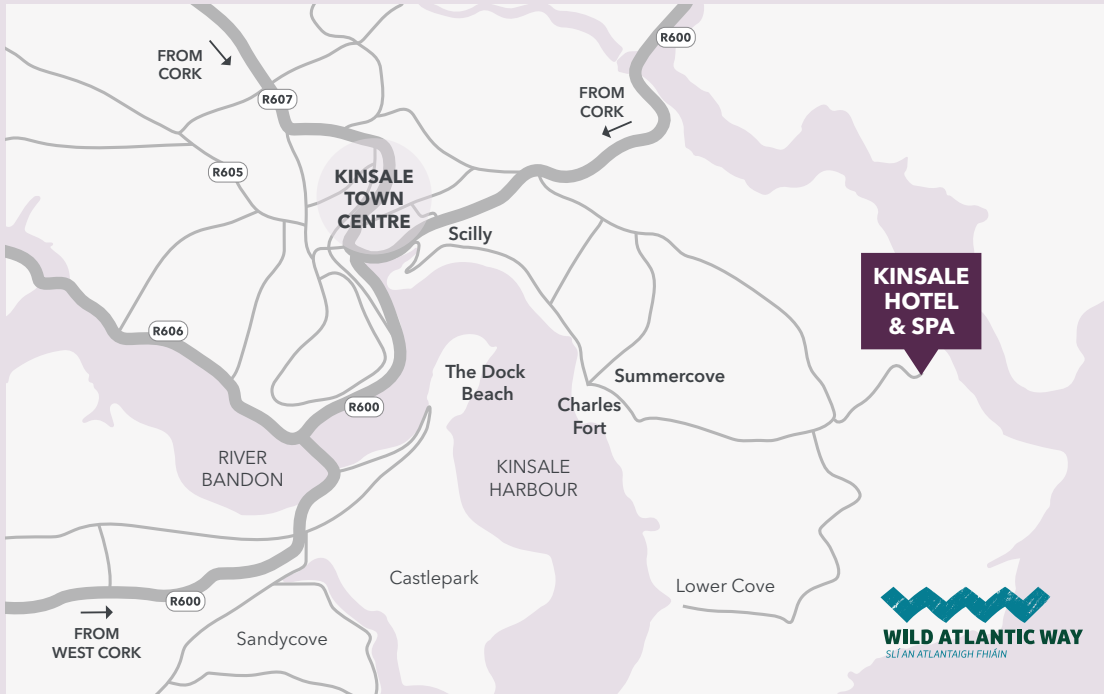 R600
FROM
CORK
R607
FROM
CORK
R605
KINSALE
TOWN
CENTRE
Scilly
KINSALE
HOTEL
& SPA
R606
The Dock
Beach
Summercove
Charles
Fort
R600
RIVER
BANDON
KINSALE
HARBOUR
Castlepark
Lower Cove
R600
FROM
WEST CORK
Sandycove
WILD ATLANTIC WAY
SLÍ AN ATLANTAIGH FHIÁIN